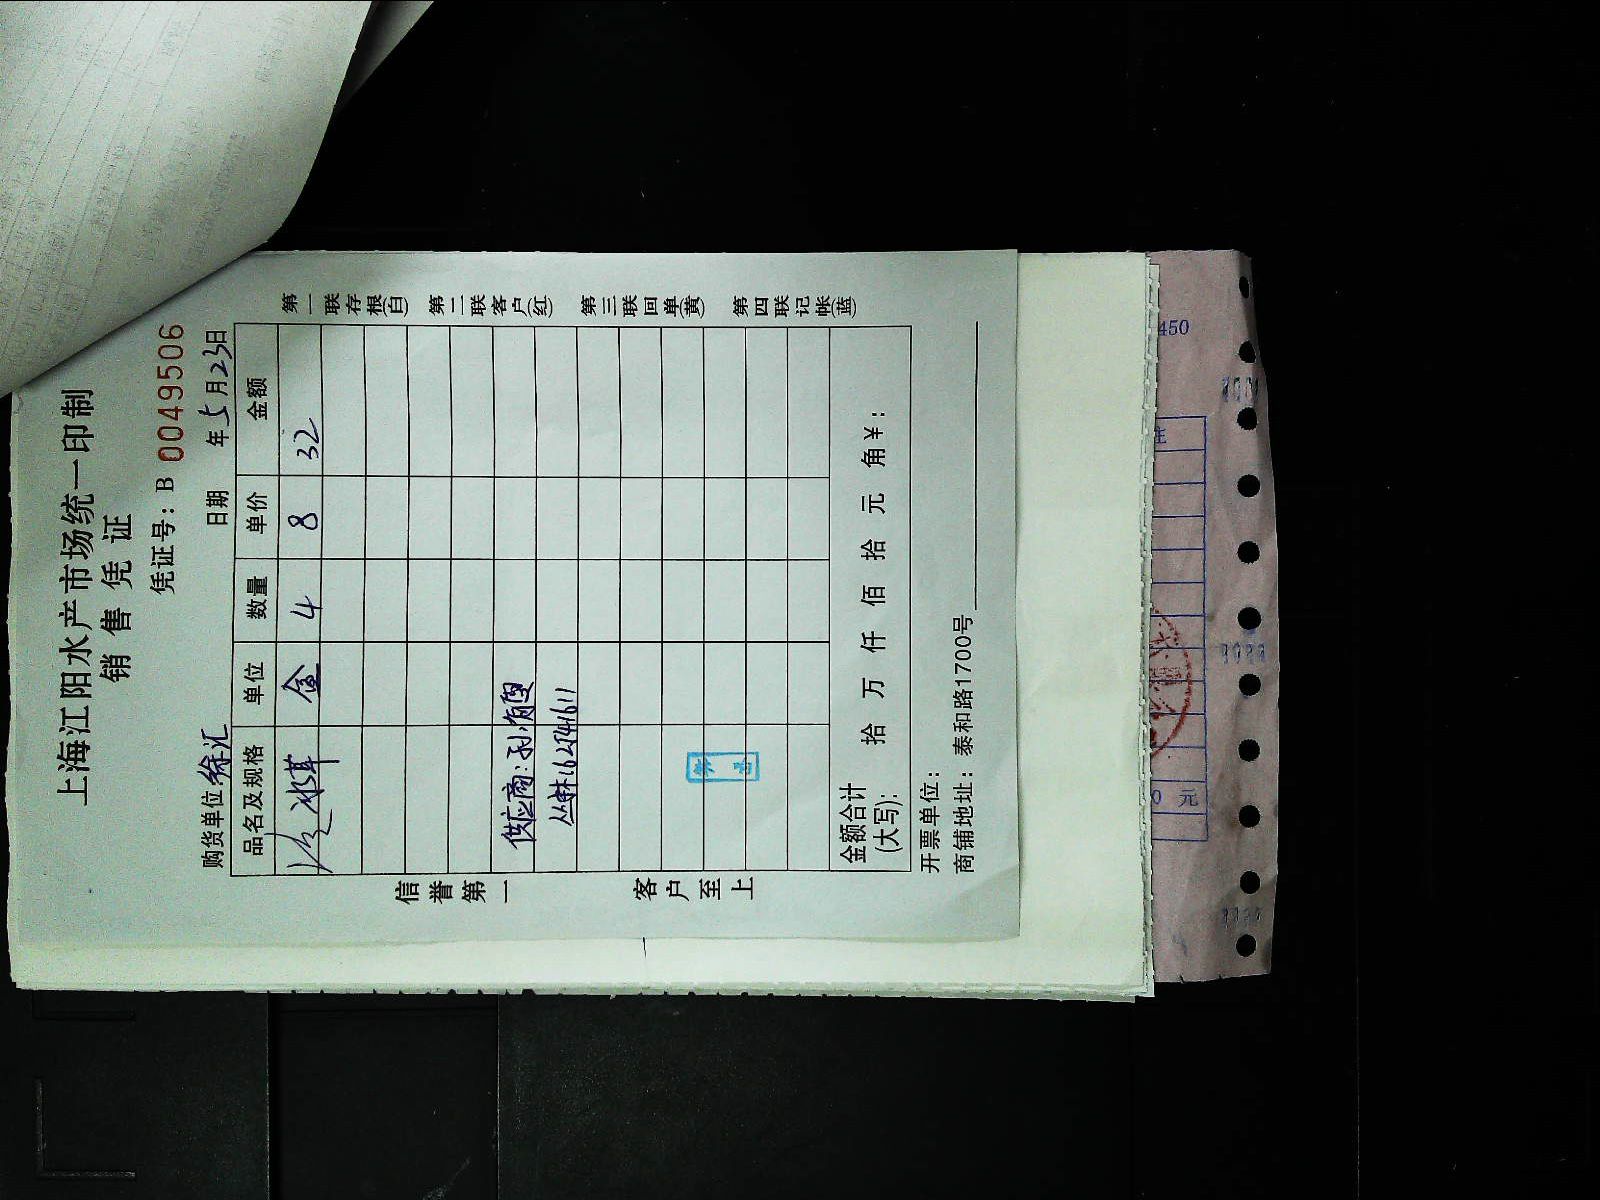 上海江阳水产市场统一印制
销售凭证
凭证号：B 0049506
购货单位：徐汇 日期 年 5 月 23 日
品名及规格 单位 数量 单价 金额
盒 4 8 32
供应商：
丛林
金额合计(大写)： 拾 万 仟 佰 拾 元 角 ¥：
开票单位：
商铺地址：泰和路1700号
信誉第一 客户至上
第一联存根(白) 第二联客户(红) 第三联回单(黄) 第四联记帐(蓝)
450
0 元